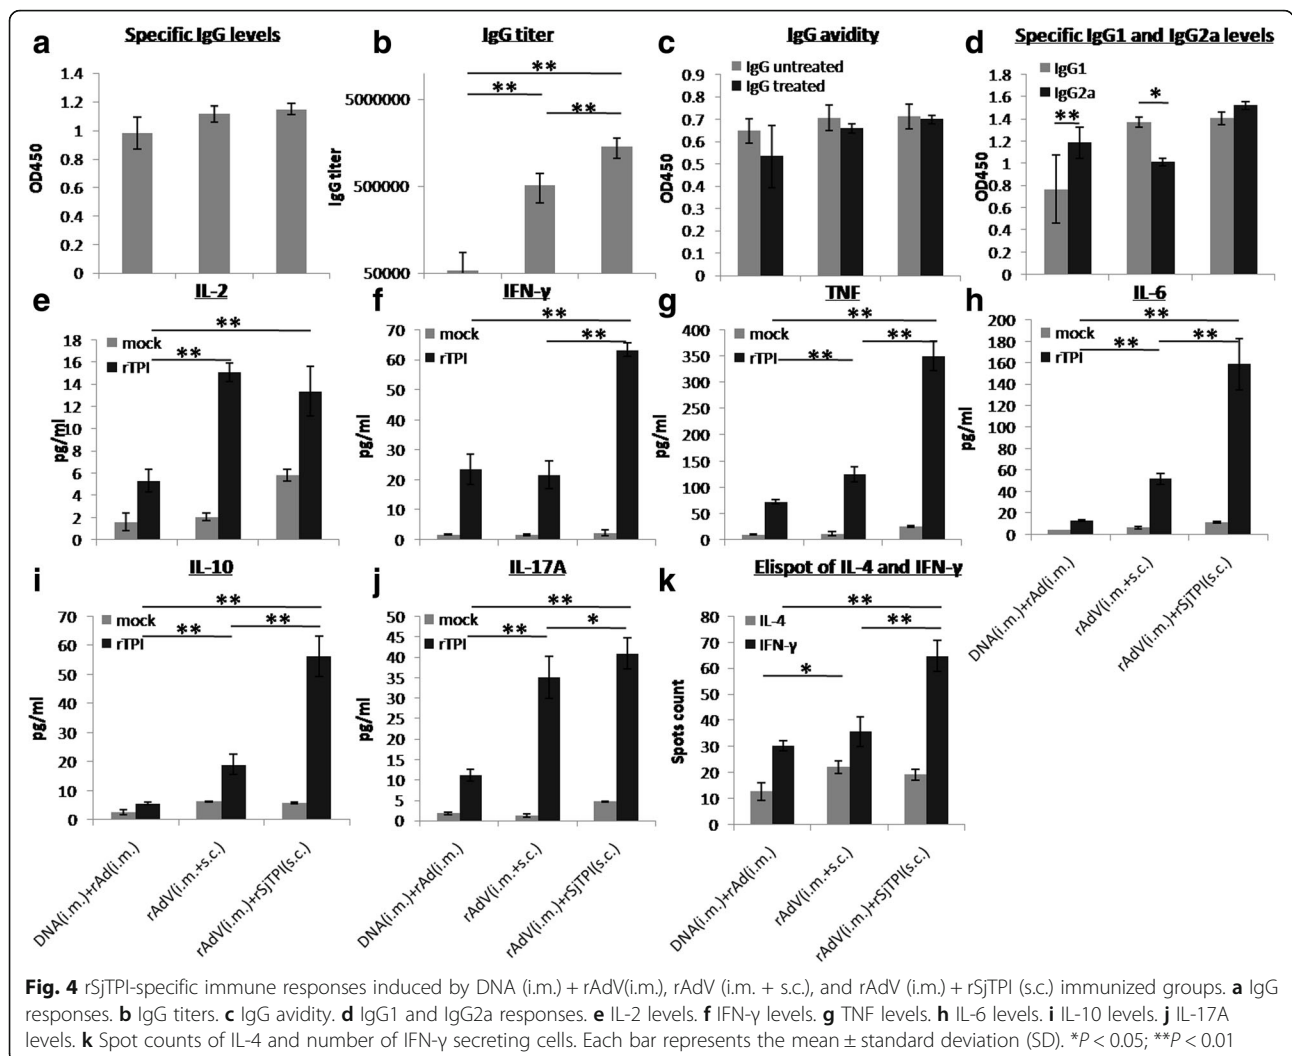 a Specific IgG levels
OD450
1.4
1.2
1
0.8
0.6
0.4
0.2
0
b IgG titer
IgG titer
5000000
500000
50000
** ** **
c IgG avidity
IgG untreated
IgG treated
OD450
0.9
0.8
0.7
0.6
0.5
0.4
0.3
0.2
0.1
0
d Specific IgG1 and IgG2a levels
IgG1
IgG2a
OD450
1.8
1.6
1.4
1.2
1.0
0.8
0.6
0.4
0.2
0
** *
e IL-2
mock
rTPI
pg/ml
18
16
14
12
10
8
6
4
2
0
** **
f IFN-γ
mock
rTPI
pg/ml
70
60
50
40
30
20
10
0
** **
g TNF
mock
rTPI
pg/ml
400
350
300
250
200
150
100
50
0
** ** **
h IL-6
mock
rTPI
pg/ml
200
180
160
140
120
100
80
60
40
20
0
** ** **
DNA(i.m.)+rAd(i.m.)
rAdV(i.m.+s.c.)
rAdV(i.m.)+rSjTPI(s.c.)
i IL-10
mock
rTPI
pg/ml
70
60
50
40
30
20
10
0
** ** **
DNA(i.m.)+rAd(i.m.)
rAdV(i.m.+s.c.)
rAdV(i.m.)+rSjTPI(s.c.)
j IL-17A
mock
rTPI
pg/ml
50
45
40
35
30
25
20
15
10
5
0
** ** *
DNA(i.m.)+rAd(i.m.)
rAdV(i.m.+s.c.)
rAdV(i.m.)+rSjTPI(s.c.)
k Elispot of IL-4 and IFN-γ
IL-4
IFN-γ
Spots count
80
70
60
50
40
30
20
10
0
** ** *
DNA(i.m.)+rAd(i.m.)
rAdV(i.m.+s.c.)
rAdV(i.m.)+rSjTPI(s.c.)
Fig. 4 rSjTPI-specific immune responses induced by DNA (i.m.) + rAdV(i.m.), rAdV (i.m. + s.c.), and rAdV (i.m.) + rSjTPI (s.c.) immunized groups. a IgG
responses. b IgG titers. c IgG avidity. d IgG1 and IgG2a responses. e IL-2 levels. f IFN-γ levels. g TNF levels. h IL-6 levels. i IL-10 levels. j IL-17A
levels. k Spot counts of IL-4 and number of IFN-γ secreting cells. Each bar represents the mean ± standard deviation (SD). *P < 0.05; **P < 0.01